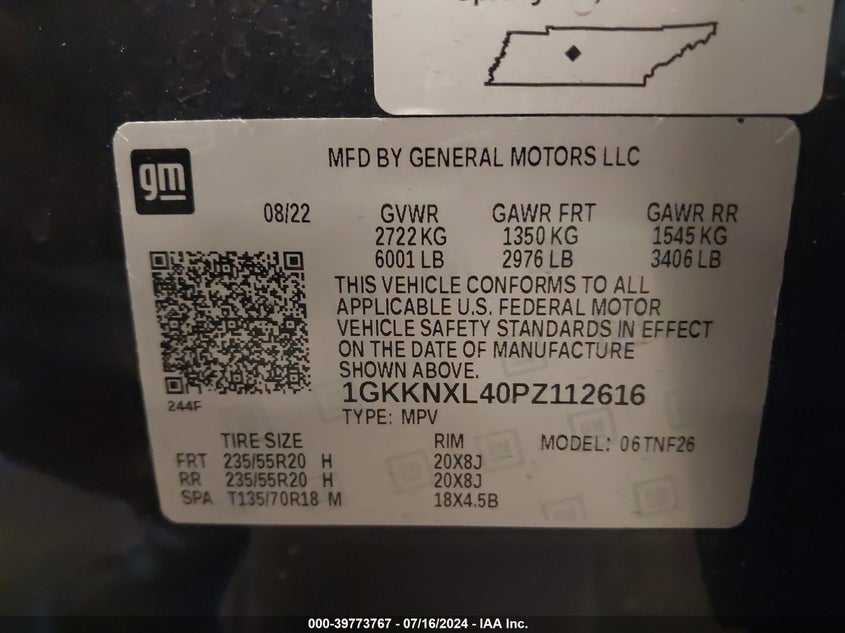 gm
MFD BY GENERAL MOTORS LLC
08/22 GVWR GAWR FRT GAWR RR
2722 KG 1350 KG 1545 KG
6001 LB 2976 LB 3406 LB
THIS VEHICLE CONFORMS TO ALL
APPLICABLE U.S. FEDERAL MOTOR
VEHICLE SAFETY STANDARDS IN EFFECT
ON THE DATE OF MANUFACTURE
SHOWN ABOVE.
1GKKNXL40PZ112616
244F
TYPE: MPV
TIRE SIZE RIM MODEL: 06TNF26
FRT 235/55R20 H 20X8J
RR 235/55R20 H 20X8J
SPA T135/70R18 M 18X4.5B
000-39773767 - 07/16/2024 - IAA Inc.